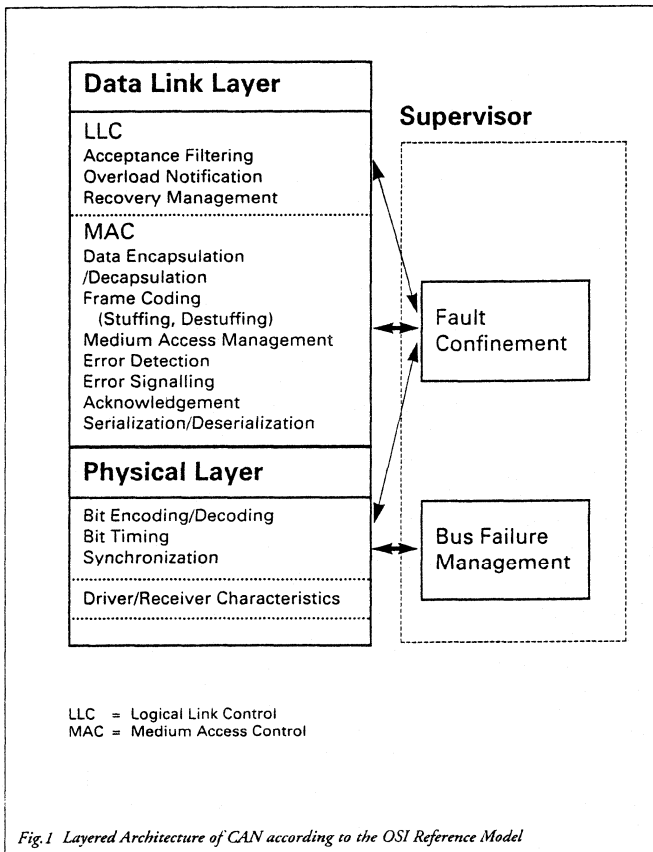 Data Link Layer
LLC
Acceptance Filtering
Overload Notification
Recovery Management
MAC
Data Encapsulation
/Decapsulation
Frame Coding
(Stuffing, Destuffing)
Medium Access Management
Error Detection
Error Signalling
Acknowledgement
Serialization/Deserialization
Physical Layer
Bit Encoding/Decoding
Bit Timing
Synchronization
Driver/Receiver Characteristics
Supervisor
Fault
Confinement
Bus Failure
Management
LLC = Logical Link Control
MAC = Medium Access Control
Fig.1 Layered Architecture of CAN according to the OSI Reference Model